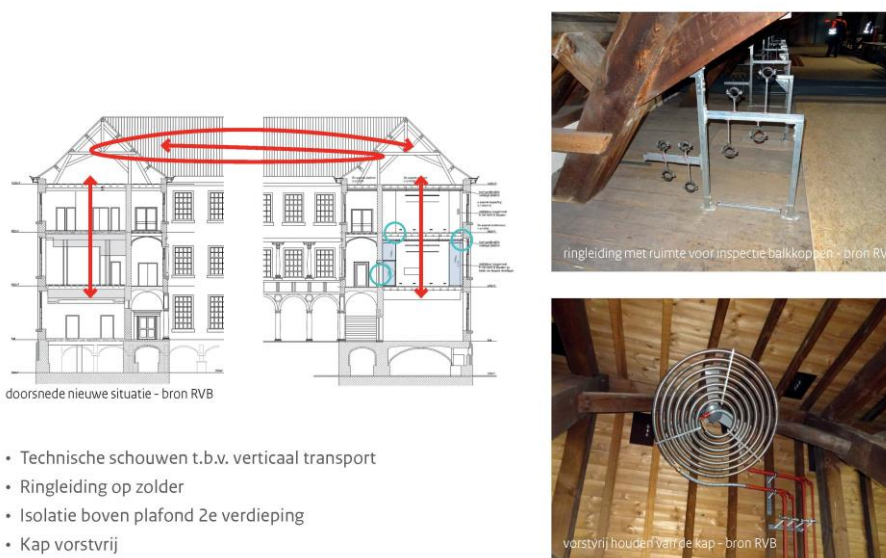 ringleiding met ruimte voor inspectie balkkoppen - bron RV
doorsnede nieuwe situatie - bron RVB
• Technische schouwen t.b.v. verticaal transport
• Ringleiding op zolder
• Isolatie boven plafond 2e verdieping
• Kap vorstvrij
vorstvrij houden van de kap - bron RVB